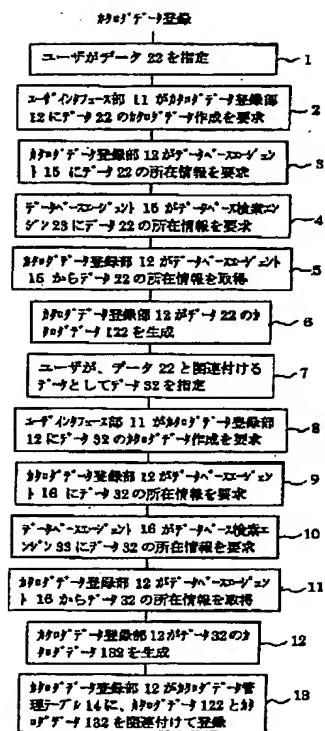 カタログデータ登録
ユーザがデータ 22 を指定
1
ユーザインタフェース部 11 がカタログデータ登録部
12 にデータ 22 のカタログデータ作成を要求
2
カタログデータ登録部 12 がデータベースエージェン
ト 15 にデータ 22 の所在情報を要求
3
データベースエージェント 15 がデータベース検索エン
ジン 23 にデータ 22 の所在情報を要求
4
カタログデータ登録部 12 がデータベースエージェント
15 からデータ 22 の所在情報を取得
5
カタログデータ登録部 12 がデータ 22 のカ
タログデータ 122 を生成
6
ユーザが、データ 22 と関連付ける
データとしてデータ 32 を指定
7
ユーザインタフェース部 11 がカタログデータ登録部
12 にデータ 32 のカタログデータ作成を要求
8
カタログデータ登録部 12 がデータベースエージェン
ト 16 にデータ 32 の所在情報を要求
9
データベースエージェント 16 がデータベース検索エ
ンジン 33 にデータ 32 の所在情報を要求
10
カタログデータ登録部 12 がデータベースエージェン
ト 16 からデータ 32 の所在情報を取得
11
カタログデータ登録部 12 がデータ 32 のカ
タログデータ 132 を生成
12
カタログデータ登録部 12 がカタログデータ管
理テーブル 14 に、カタログデータ 122 とカタ
ログデータ 132 を関連付けて登録
13